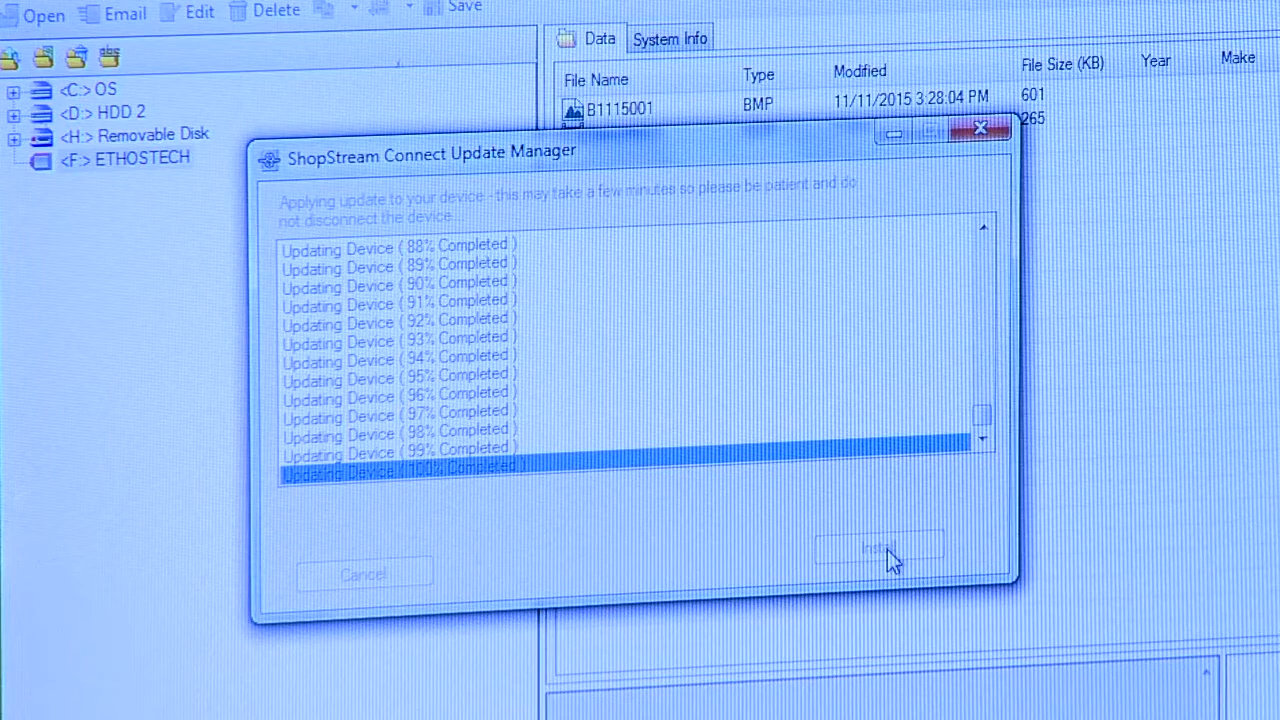 Open Email Edit Delete Save
Data System Info
File Name Type Modified File Size (KB) Year Make
B1115001 BMP 11/11/2015 3:28:04 PM 601
265
<C:> OS
<D:> HDD 2
<H:> Removable Disk
<F:> ETHOSTECH
ShopStream Connect Update Manager
Applying update to your device - this may take a few minutes so please be patient and do
not disconnect the device...
Updating Device ( 88% Completed )
Updating Device ( 89% Completed )
Updating Device ( 90% Completed )
Updating Device ( 91% Completed )
Updating Device ( 92% Completed )
Updating Device ( 93% Completed )
Updating Device ( 94% Completed )
Updating Device ( 95% Completed )
Updating Device ( 96% Completed )
Updating Device ( 97% Completed )
Updating Device ( 98% Completed )
Updating Device ( 99% Completed )
Updating Device ( 100% Completed )
Cancel Install